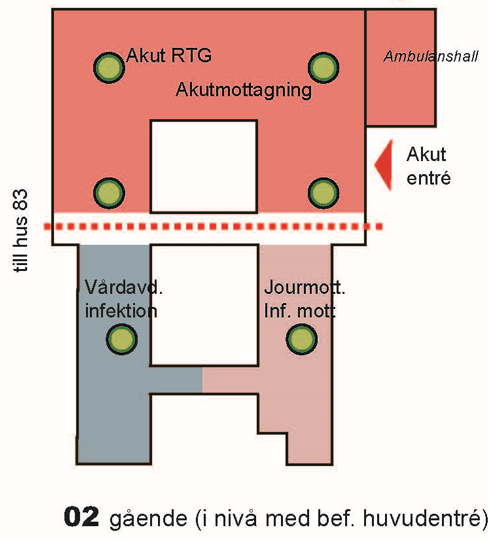 Akut RTG
Ambulanshall
Akutmottagning
Akut
entré
till hus 83
Vårdavd.
infektion
Jourmott.
Inf. mott
02 gående (i nivå med bef. huvudentré)